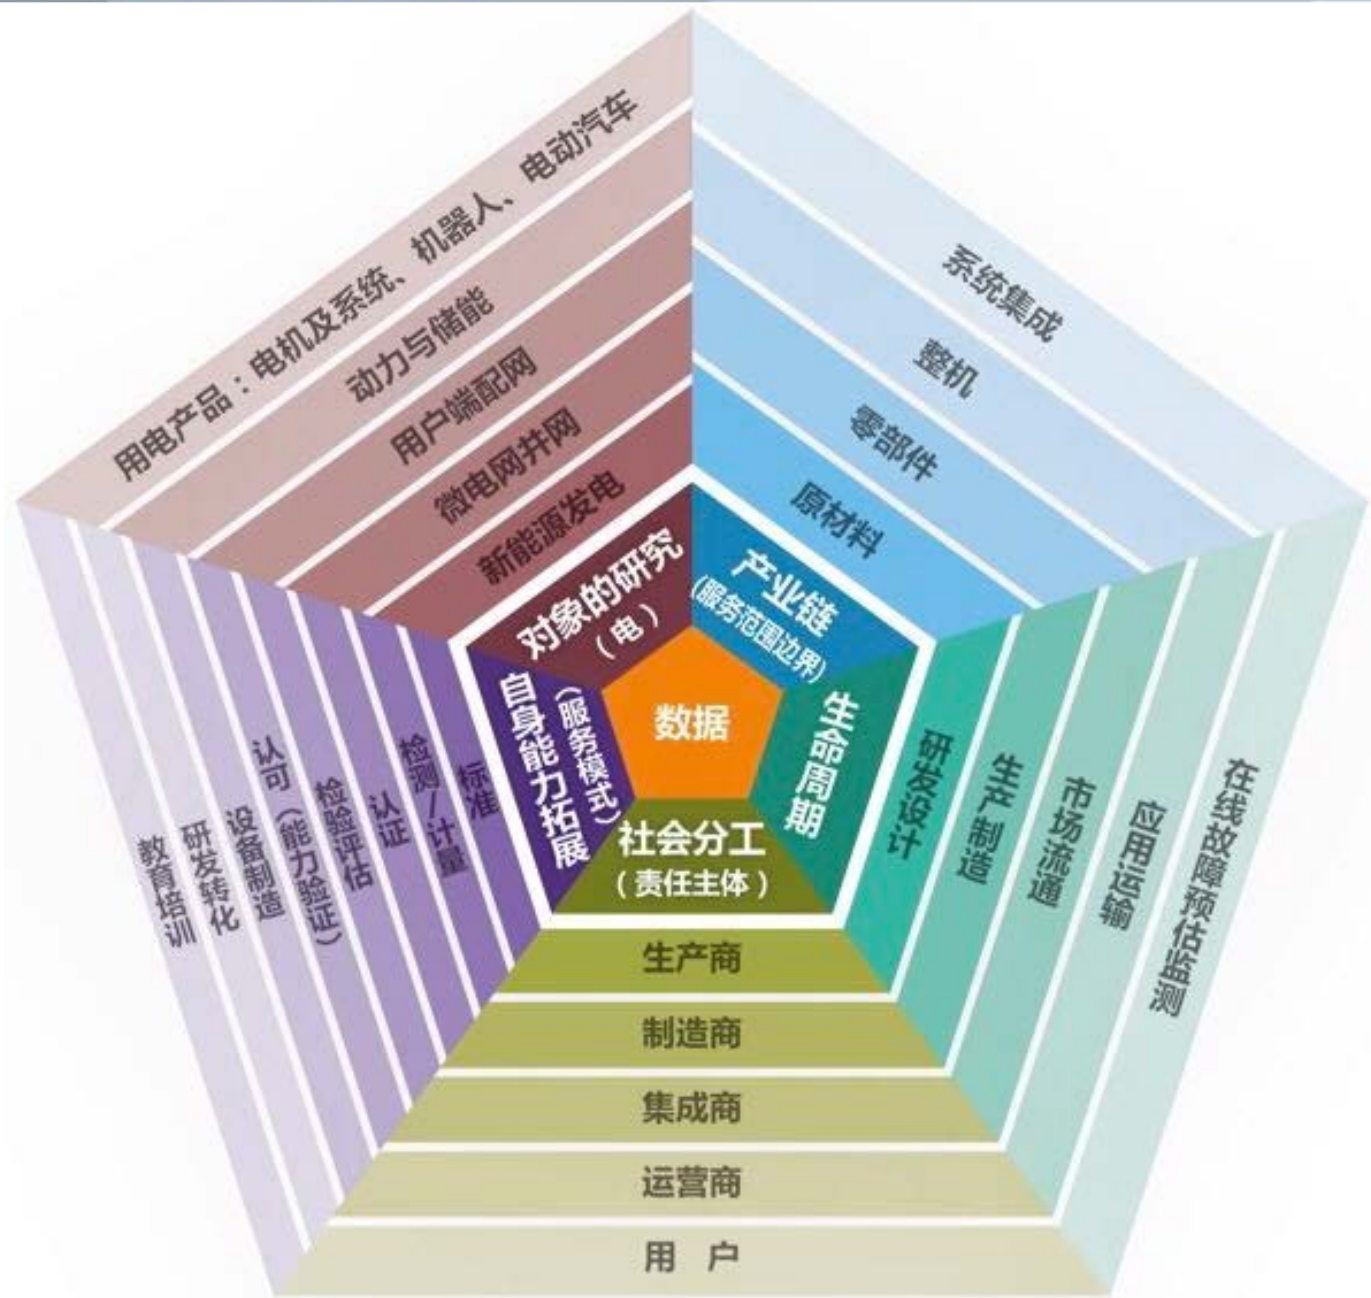 用电产品：电机及系统、机器人、电动汽车
动力与储能
用户端配网
微电网并网
新能源发电
对象的研究
（电）
系统集成
整机
零部件
原材料
产业链
(服务范围边界)
数据
生命周期
研发设计
生产制造
市场流通
应用运输
在线故障预估监测
自身能力拓展
（服务模式）
标准
检测/计量
认证
检验评估
认可（能力验证）
设备制造
研发转化
教育培训
社会分工
（责任主体）
生产商
制造商
集成商
运营商
用 户